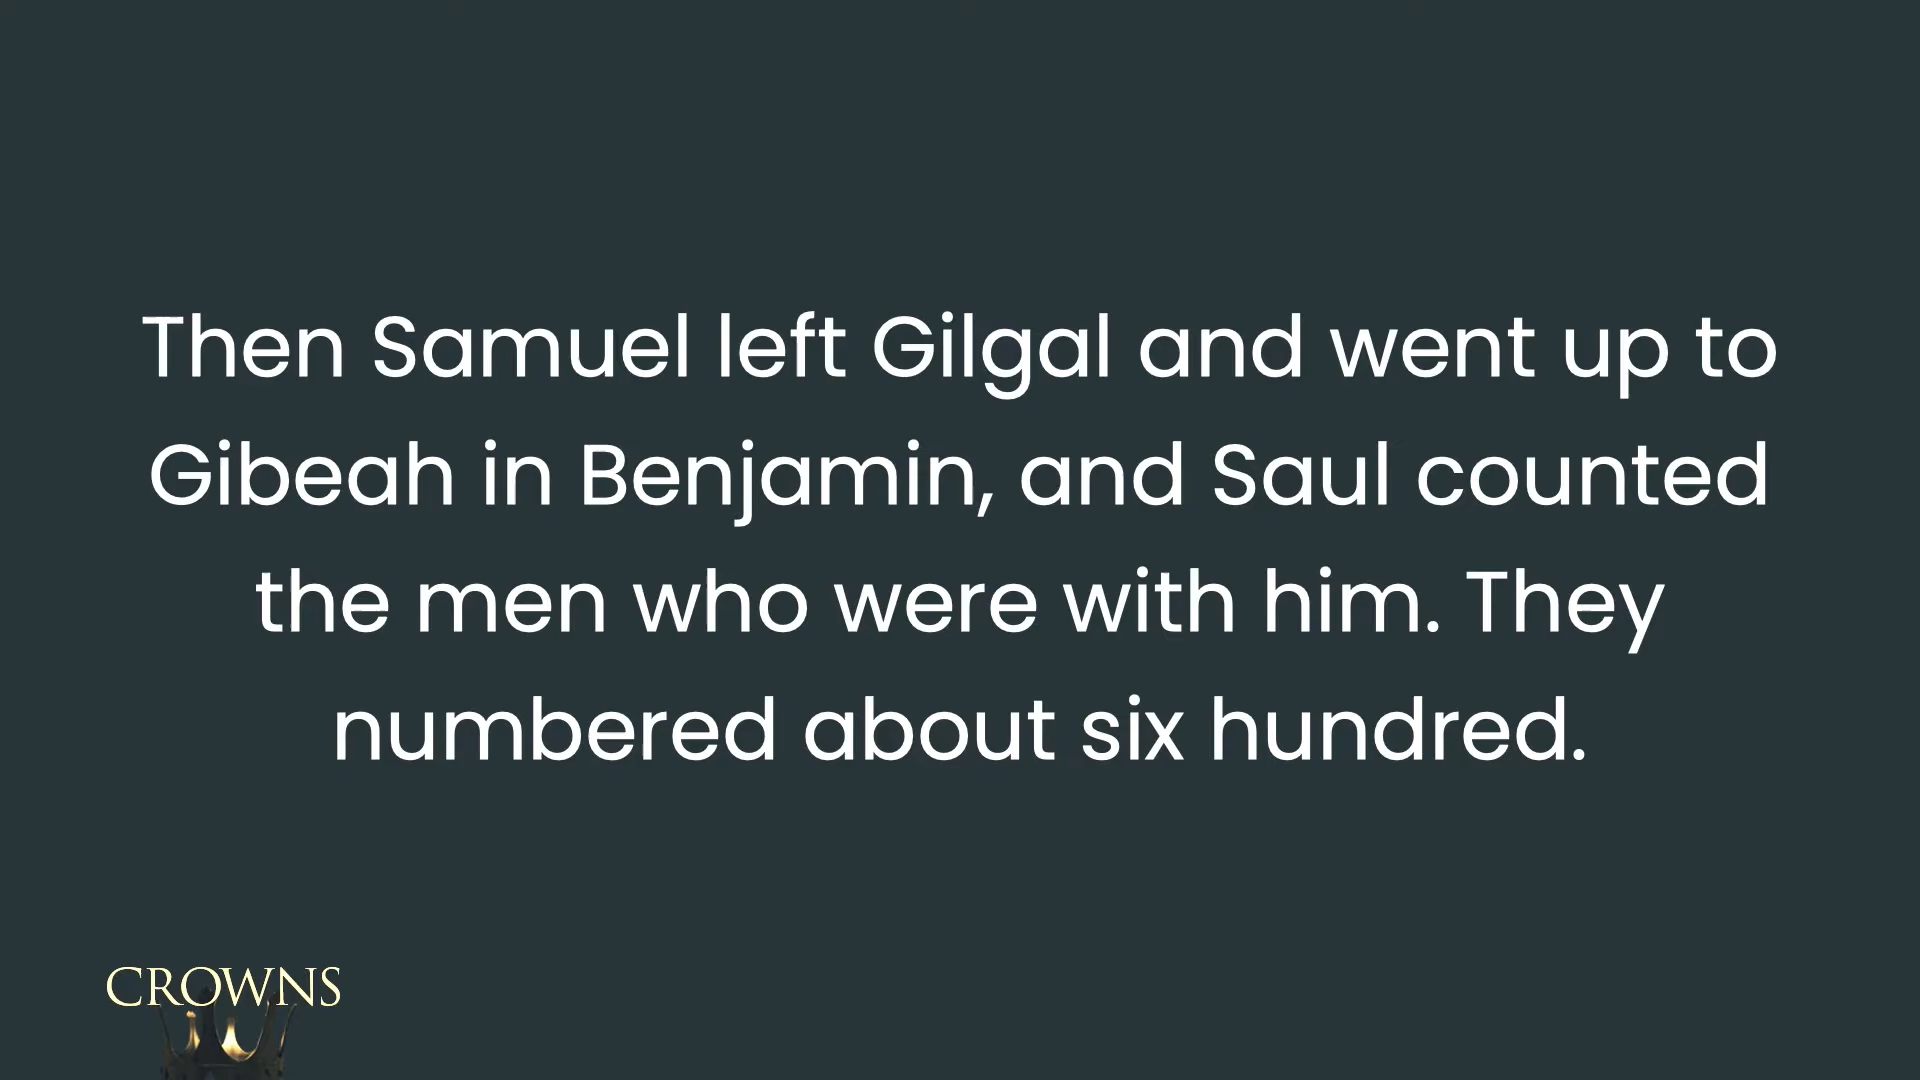 Then Samuel left Gilgal and went up to
Gibeah in Benjamin, and Saul counted
the men who were with him. They
numbered about six hundred.
CROWNS